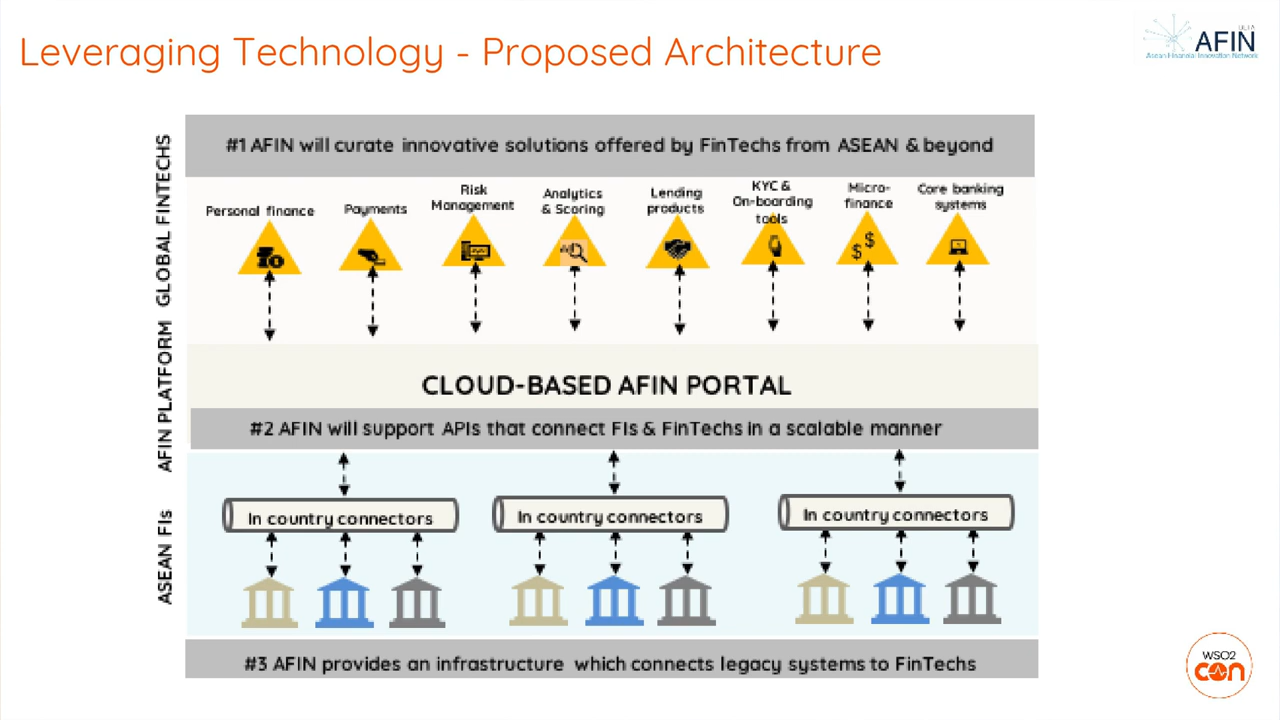 Leveraging Technology - Proposed Architecture
AFIN
Asean Financial Innovation Network
GLOBAL FINTECHS
#1 AFIN will curate innovative solutions offered by FinTechs from ASEAN & beyond
Personal finance
Payments
Risk
Management
Analytics
& Scoring
Lending
products
KYC &
On-boarding
tools
Micro-
finance
Core banking
systems
$
$
AFIN PLATFORM
CLOUD-BASED AFIN PORTAL
#2 AFIN will support APIs that connect FIs & FinTechs in a scalable manner
ASEAN FIs
In country connectors
In country connectors
In country connectors
#3 AFIN provides an infrastructure which connects legacy systems to FinTechs
WSO2
con